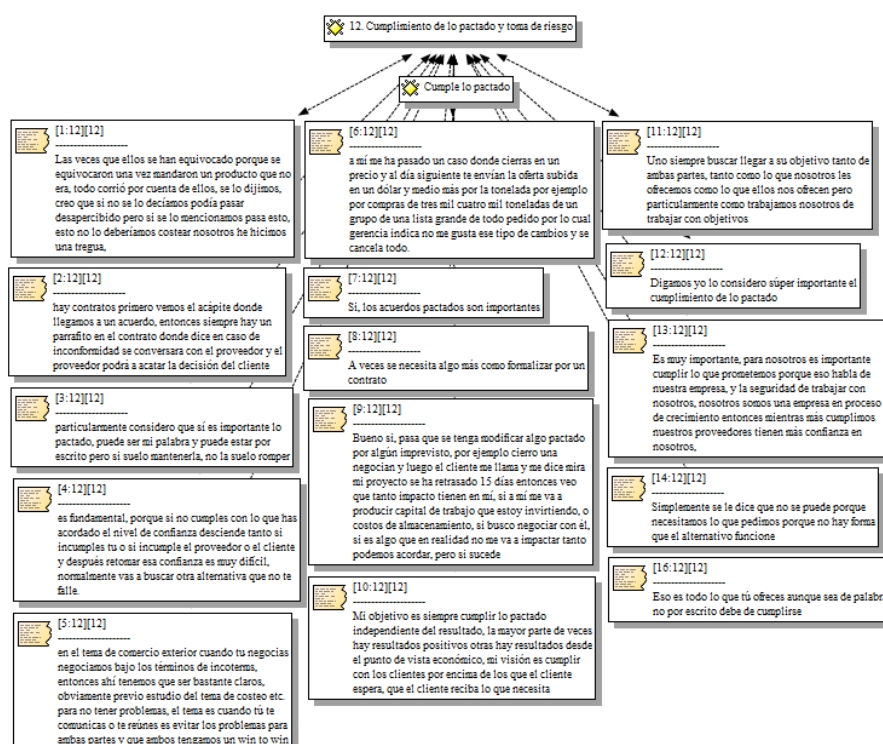 12. Cumplimiento de lo pactado y toma de riesgo
Cumple lo pactado
[1:12][12]
--------------------
Las veces que ellos se han equivocado porque se
equivocaron una vez mandaron un producto que no
era, todo corrió por cuenta de ellos, se lo dijimos,
creo que si no se lo decíamos podía pasar
desapercibido pero si se lo mencionamos pasa esto,
esto no lo deberíamos costear nosotros he hicimos
una tregua,
[2:12][12]
--------------------
hay contratos primero vemos el acápite donde
llegamos a un acuerdo, entonces siempre hay un
parrafito en el contrato donde dice en caso de
inconformidad se conversara con el proveedor y el
proveedor podrá a acatar la decisión del cliente
[3:12][12]
--------------------
particularmente considero que sí es importante lo
pactado, puede ser mi palabra y puede estar por
escrito pero si suelo mantenerla, no la suelo romper
[4:12][12]
--------------------
es fundamental, porque si no cumples con lo que has
acordado el nivel de confianza desciende tanto si
incumples tu o si incumple el proveedor o el cliente
y después retomar esa confianza es muy difícil,
normalmente vas a buscar otra alternativa que no te
falle.
[5:12][12]
--------------------
en el tema de comercio exterior cuando tu negocias
negociamos bajo los términos de incoterms,
entonces ahí tenemos que ser bastante claros,
obviamente previo estudio del tema de costeo etc.
para no tener problemas, el tema es cuando tú te
comunicas o te reúnes es evitar los problemas para
ambas partes y que ambos tengamos un win to win
[6:12][12]
--------------------
a mí me ha pasado un caso donde cierras en un
precio y al día siguiente te envían la oferta subida
en un dólar y medio más por la tonelada por ejemplo
por compras de tres mil cuatro mil toneladas de un
grupo de una lista grande de todo pedido por lo cual
gerencia indica no me gusta ese tipo de cambios y se
cancela todo.
[7:12][12]
--------------------
Si, los acuerdos pactados son importantes
[8:12][12]
--------------------
A veces se necesita algo más como formalizar por un
contrato
[9:12][12]
--------------------
Bueno si, pasa que se tenga modificar algo pactado
por algún imprevisto, por ejemplo cierro una
negocian y luego el cliente me llama y me dice mira
mi proyecto se ha retrasado 15 días entonces veo
que tanto impacto tienen en mí, si a mí me va a
producir capital de trabajo que estoy invirtiendo, o
costos de almacenamiento, si busco negociar con él,
si es algo que en realidad no me va a impactar tanto
podemos acordar, pero si sucede
[10:12][12]
--------------------
Mi objetivo es siempre cumplir lo pactado
independiente del resultado, la mayor parte de veces
hay resultados positivos otras hay resultados desde
el punto de vista económico, mi visión es cumplir
con los clientes por encima de los que el cliente
espera, que el cliente reciba lo que necesita
[11:12][12]
--------------------
Uno siempre buscar llegar a su objetivo tanto de
ambas partes, tanto como lo que nosotros les
ofrecemos como lo que ellos nos ofrecen pero
particularmente como trabajamos nosotros de
trabajar con objetivos
[12:12][12]
--------------------
Digamos yo lo considero súper importante el
cumplimiento de lo pactado
[13:12][12]
--------------------
Es muy importante, para nosotros es importante
cumplir lo que prometemos porque eso habla de
nuestra empresa, y la seguridad de trabajar con
nosotros, nosotros somos una empresa en proceso
de crecimiento entonces mientras más cumplimos
nuestros proveedores tienen más confianza en
nosotros,
[14:12][12]
--------------------
Simplemente se le dice que no se puede porque
necesitamos lo que pedimos porque no hay forma
que el alternativo funcione
[16:12][12]
--------------------
Eso es todo lo que tú ofreces aunque sea de palabra
no por escrito debe de cumplirse